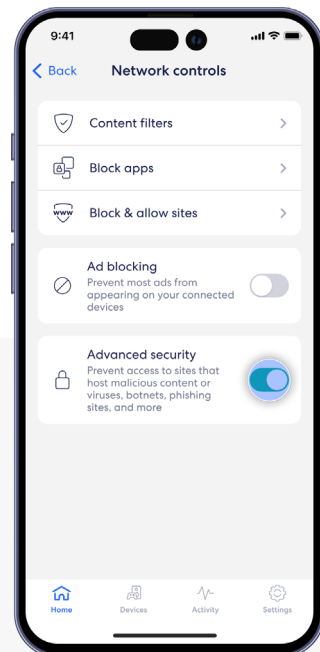 9:41
Back
Network controls
Content filters
Block apps
www
Block & allow sites
Ad blocking
Prevent most ads from
appearing on your connected
devices
Advanced security
Prevent access to sites that
host malicious content or
viruses, botnets, phishing
sites, and more
Home
Devices
Activity
Settings